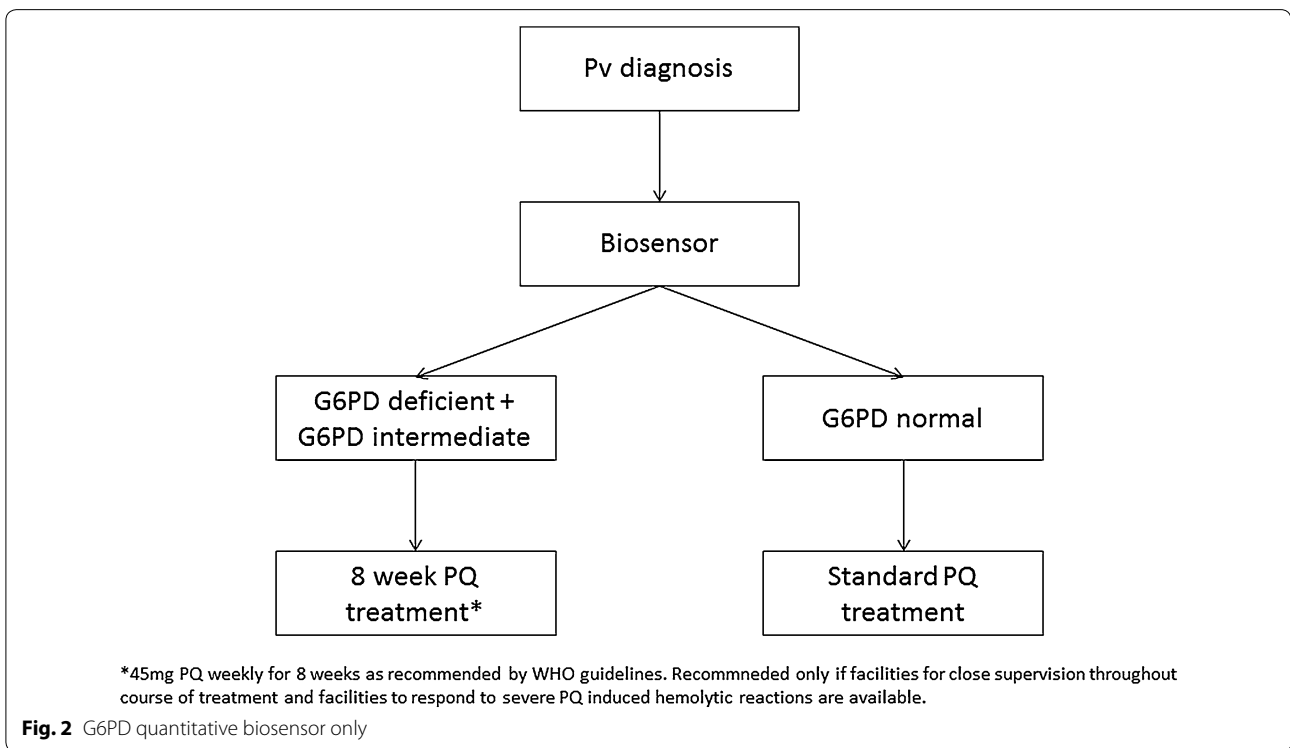 Pv diagnosis
Biosensor
G6PD deficient +
G6PD intermediate
G6PD normal
8 week PQ
treatment*
Standard PQ
treatment
*45mg PQ weekly for 8 weeks as recommended by WHO guidelines. Recommneded only if facilities for close supervision throughout
course of treatment and facilities to respond to severe PQ induced hemolytic reactions are available.
Fig. 2 G6PD quantitative biosensor only